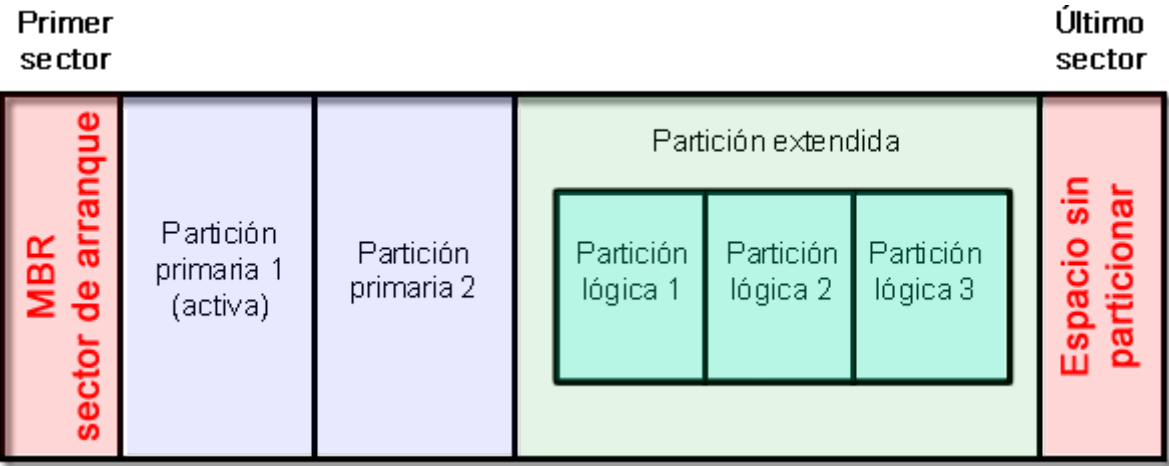 Primer
sector
Último
sector
MBR
sector de arranque
Partición
primaria 1
(activa)
Partición
primaria 2
Partición extendida
Partición
lógica 1
Partición
lógica 2
Partición
lógica 3
Espacio sin
particionar